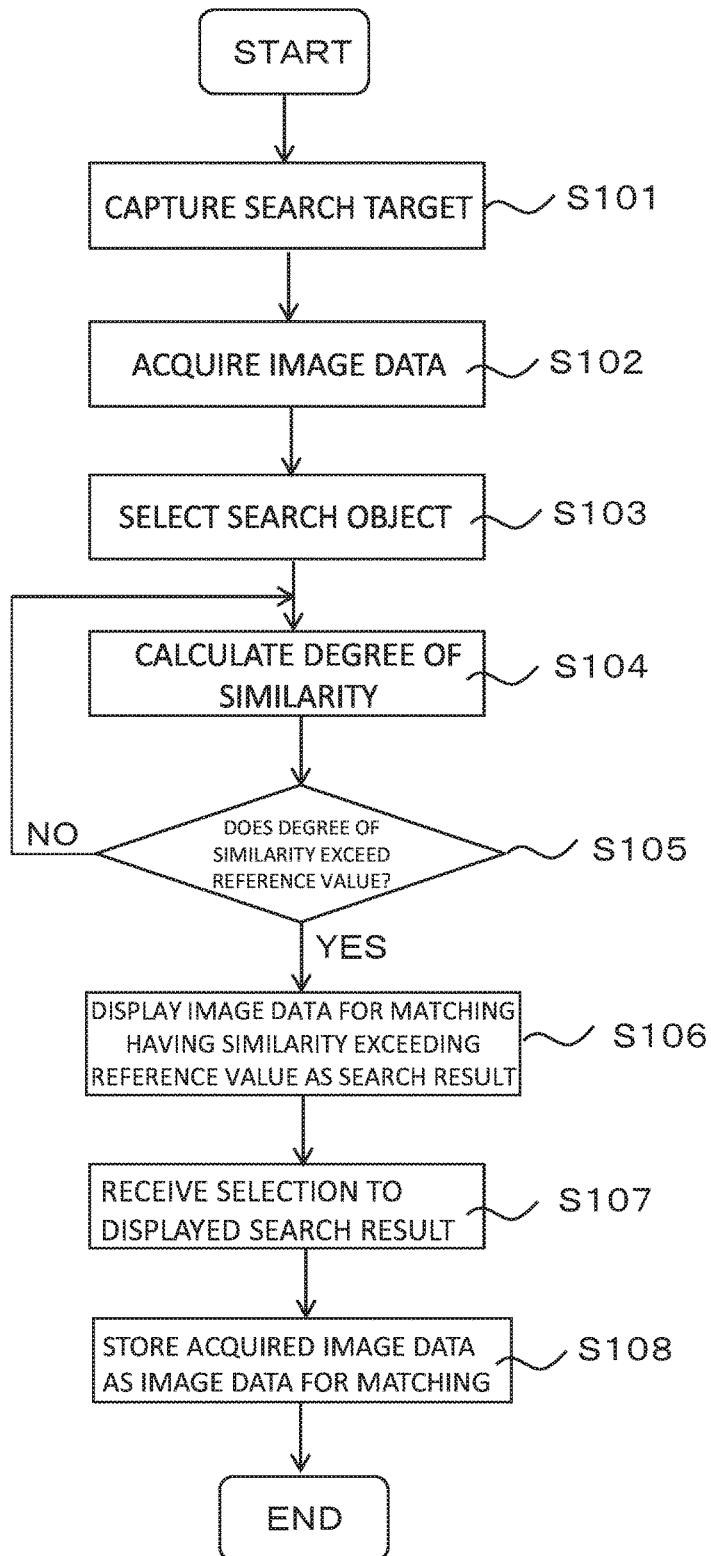 START
CAPTURE SEARCH TARGET
S101
ACQUIRE IMAGE DATA
S102
SELECT SEARCH OBJECT
S103
CALCULATE DEGREE OF
SIMILARITY
S104
DOES DEGREE OF
SIMILARITY EXCEED
REFERENCE VALUE?
S105
NO
YES
DISPLAY IMAGE DATA FOR MATCHING
HAVING SIMILARITY EXCEEDING
REFERENCE VALUE AS SEARCH RESULT
S106
RECEIVE SELECTION TO
DISPLAYED SEARCH RESULT
S107
STORE ACQUIRED IMAGE DATA
AS IMAGE DATA FOR MATCHING
S108
END